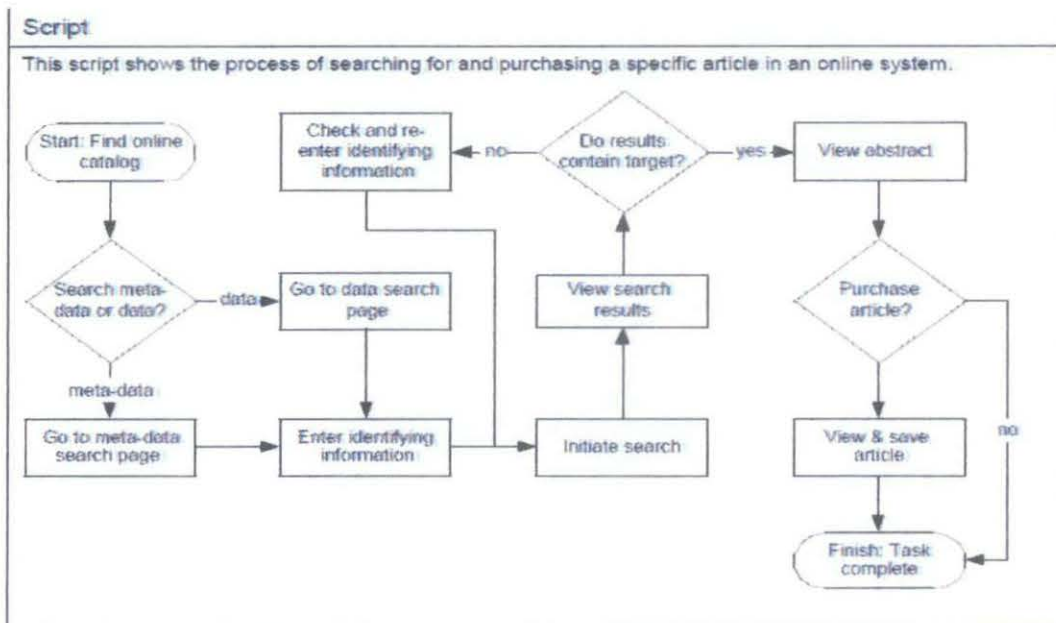 Script
This script shows the process of searching for and purchasing a specific article in an online system.
Start: Find online
catalog
Search meta-
data or data?
data
meta-data
Go to meta-data
search page
Go to data search
page
Enter identifying
information
Check and re-
enter identifying
information
Initiate search
View search
results
Do results
contain target?
no
yes
View abstract
Purchase
article?
no
View & save
article
Finish: Task
complete